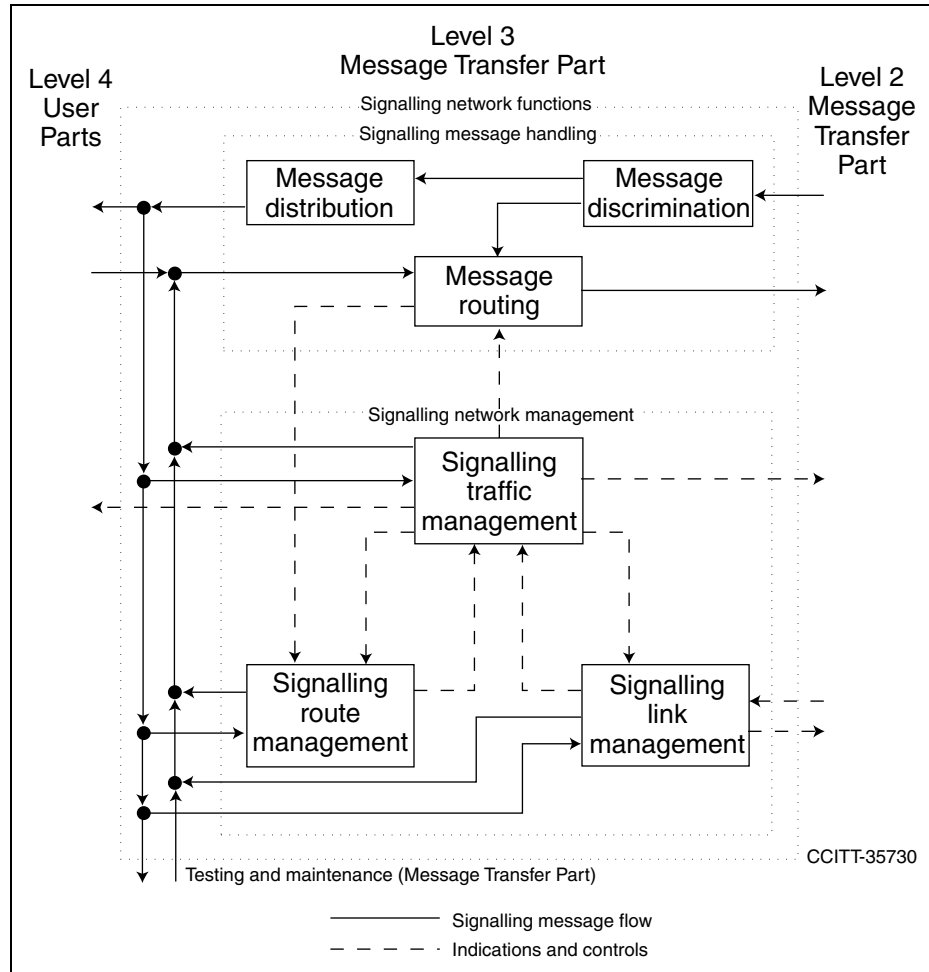 Level 3
Message Transfer Part
Level 4
User
Parts
Level 2
Message
Transfer
Part
Signalling network functions
Signalling message handling
Message
distribution
Message
discrimination
Message
routing
Signalling network management
Signalling
traffic
management
Signalling
route
management
Signalling
link
management
CCITT-35730
Testing and maintenance (Message Transfer Part)
Signalling message flow
Indications and controls